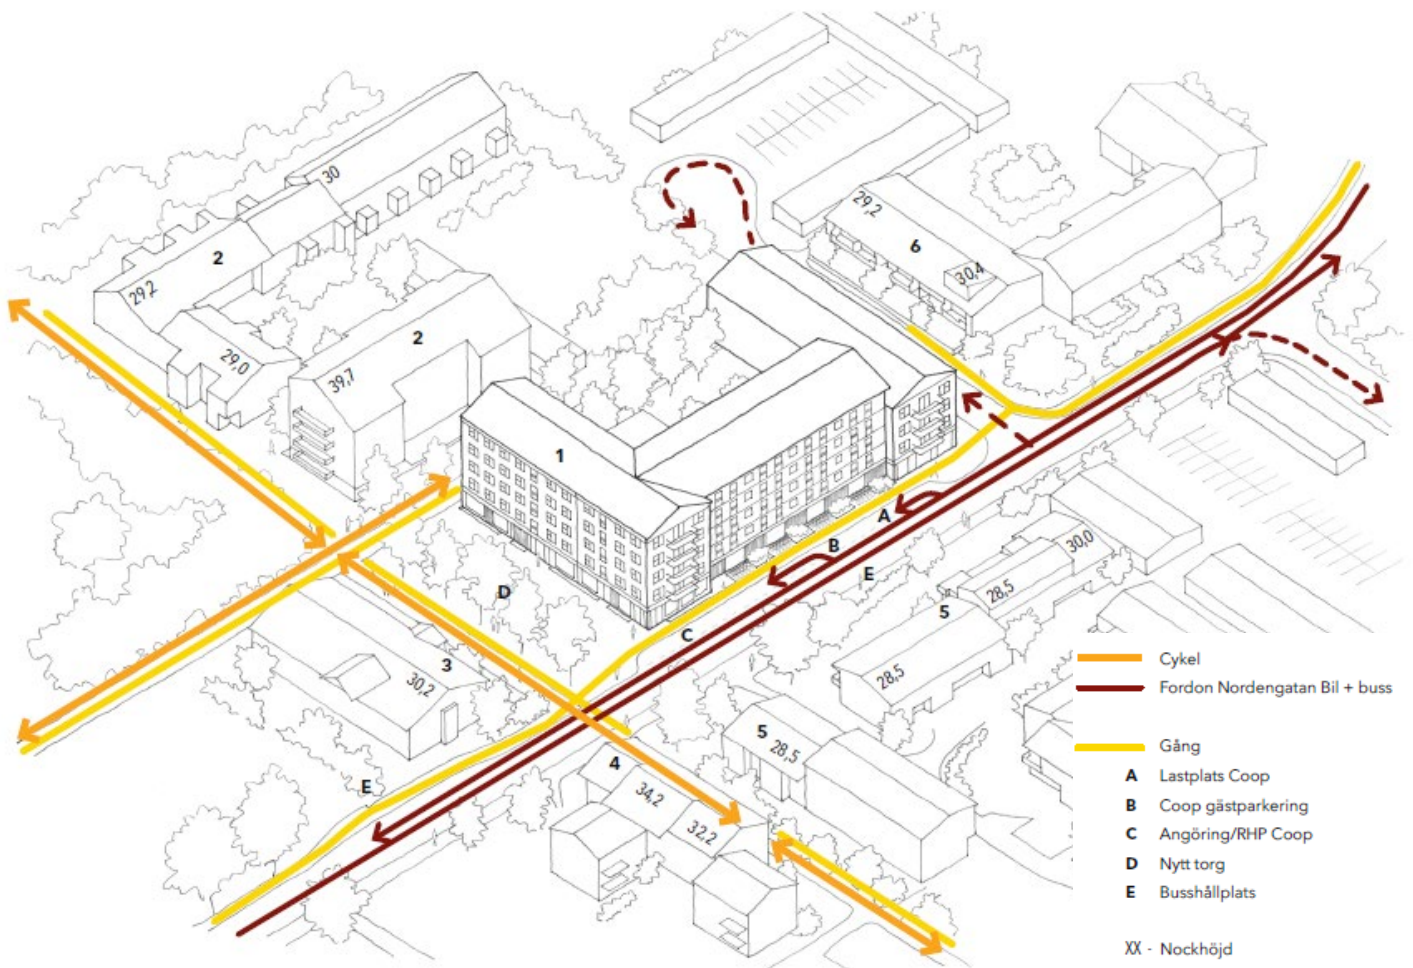 30
29,2
2
6
30,4
29,2
29,0
2
39,7
1
A
B
E
30,0
28,5
5
D
C
3
30,2
28,5
5
28,5
4
34,2
32,2
E
Cykel
Fordon Nordengatan Bil + buss
Gång
A Lastplats Coop
B Coop gästparkering
C Angöring/RHP Coop
D Nytt torg
E Busshållplats
XX - Nockhöjd